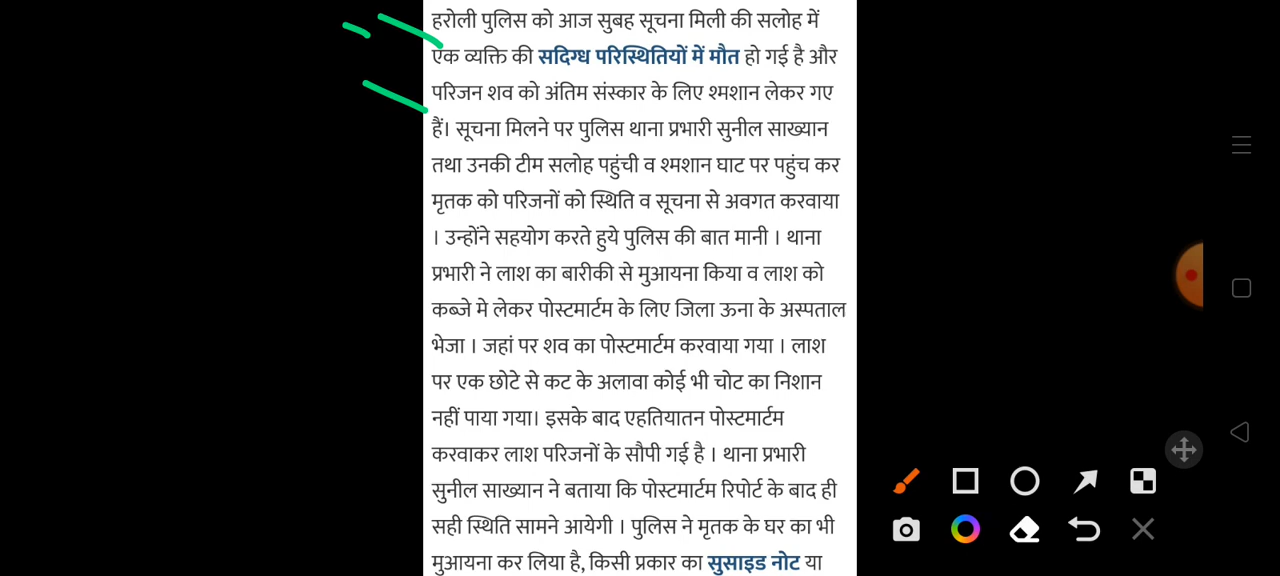 हरोली पुलिस को आज सुबह सूचना मिली की सलोह में
एक व्यक्ति की सदिग्ध परिस्थितियों में मौत हो गई है और
परिजन शव को अंतिम संस्कार के लिए श्मशान लेकर गए
हैं। सूचना मिलने पर पुलिस थाना प्रभारी सुनील साख्यान
तथा उनकी टीम सलोह पहुंची व श्मशान घाट पर पहुंच कर
मृतक को परिजनों को स्थिति व सूचना से अवगत करवाया
। उन्होंने सहयोग करते हुये पुलिस की बात मानी । थाना
प्रभारी ने लाश का बारीकी से मुआयना किया व लाश को
कब्जे मे लेकर पोस्टमार्टम के लिए जिला ऊना के अस्पताल
भेजा । जहां पर शव का पोस्टमार्टम करवाया गया । लाश
पर एक छोटे से कट के अलावा कोई भी चोट का निशान
नहीं पाया गया। इसके बाद एहतियातन पोस्टमार्टम
करवाकर लाश परिजनों के सौपी गई है । थाना प्रभारी
सुनील साख्यान ने बताया कि पोस्टमार्टम रिपोर्ट के बाद ही
सही स्थिति सामने आयेगी । पुलिस ने मृतक के घर का भी
मुआयना कर लिया है, किसी प्रकार का सुसाइड नोट या